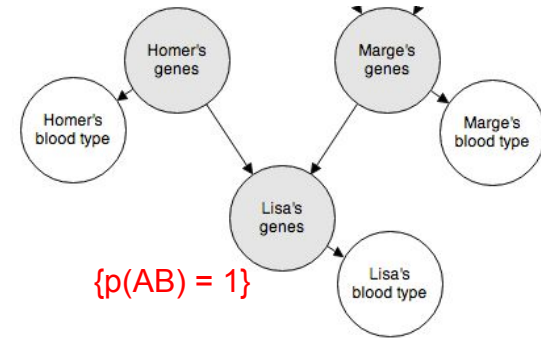 Homer's
genes
Marge's
genes
Homer's
blood type
Marge's
blood type
Lisa's
genes
{p(AB) = 1}
Lisa's
blood type